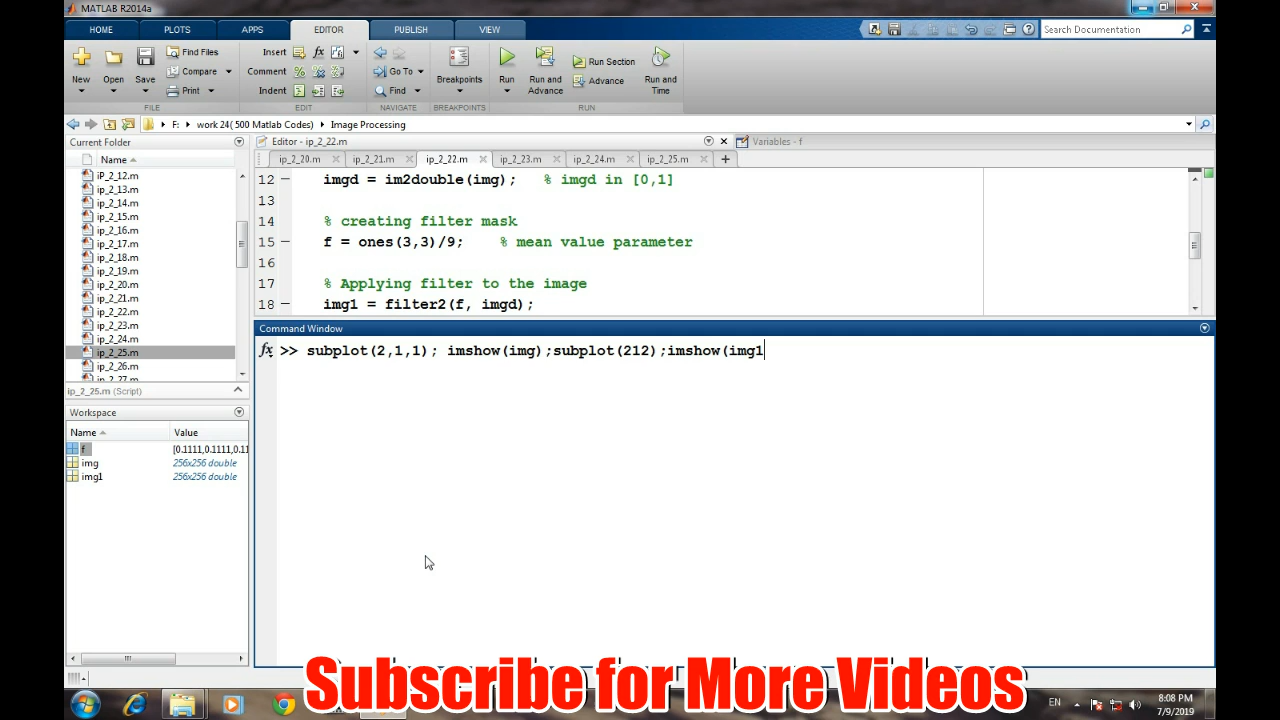 MATLAB R2014a
HOME PLOTS APPS EDITOR PUBLISH VIEW Search Documentation
New Open Save Find Files Compare Print Insert Comment Indent Go To Find Breakpoints Run Run and Advance Run Section Advance Run and Time
FILE EDIT NAVIGATE BREAKPOINTS RUN
F: work 24( 500 Matlab Codes) Image Processing
Current Folder
Name
iP_2_12.m
ip_2_13.m
ip_2_14.m
ip_2_15.m
ip_2_16.m
ip_2_17.m
ip_2_18.m
ip_2_19.m
ip_2_20.m
ip_2_21.m
ip_2_22.m
ip_2_23.m
ip_2_24.m
ip_2_25.m
ip_2_26.m
ip_2_27.m
ip_2_25.m (Script)
Workspace
Name Value
f [0.1111,0.1111,0.11
img 256x256 double
img1 256x256 double
Editor - ip_2_22.m Variables - f
ip_2_20.m ip_2_21.m ip_2_22.m ip_2_23.m ip_2_24.m ip_2_25.m
12 imgd = im2double(img); % imgd in [0,1]
13
14 % creating filter mask
15 f = ones(3,3)/9; % mean value parameter
16
17 % Applying filter to the image
18 img1 = filter2(f, imgd);
Command Window
fx >> subplot(2,1,1); imshow(img);subplot(212);imshow(img1
Subscribe for More Videos
EN 8:08 PM
7/9/2019